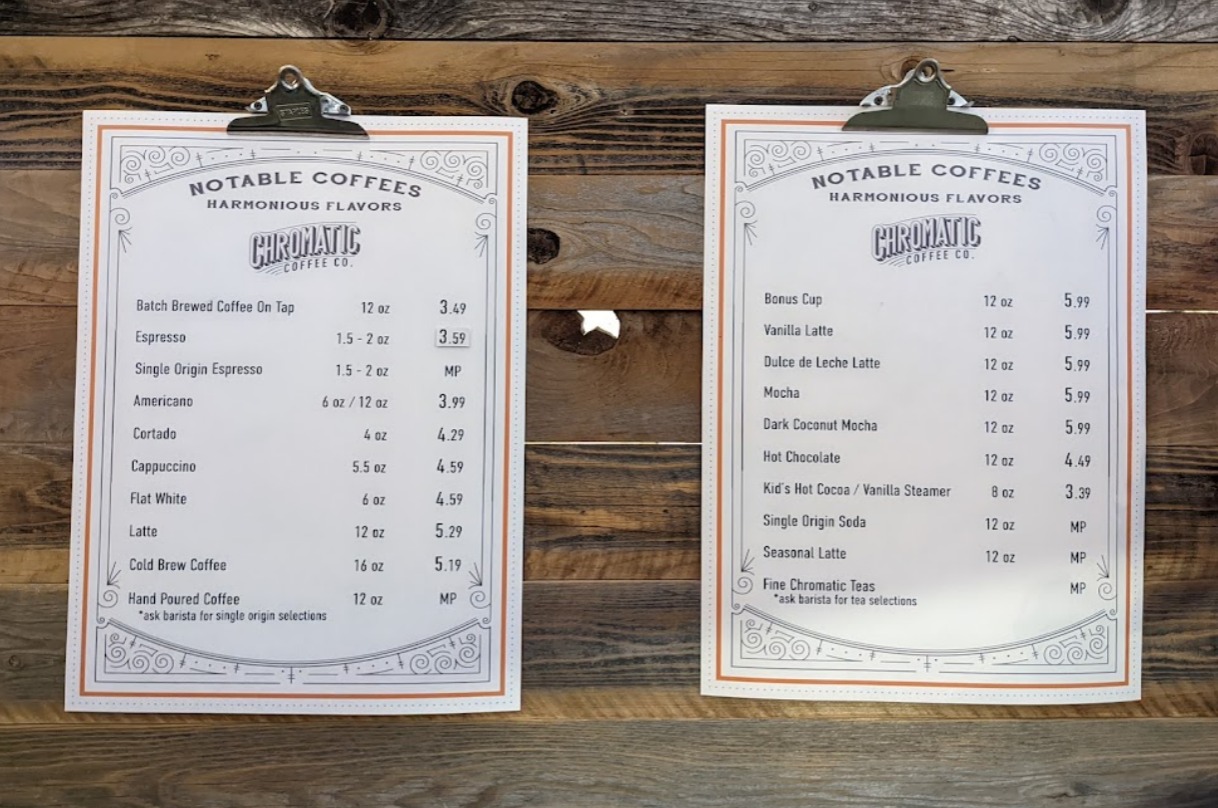 NOTABLE COFFEES
HARMONIOUS FLAVORS
CHROMATIC
COFFEE CO.
Batch Brewed Coffee On Tap 12 oz 3.49
Espresso 1.5 - 2 oz 3.59
Single Origin Espresso 1.5 - 2 oz MP
Americano 6 oz / 12 oz 3.99
Cortado 4 oz 4.29
Cappuccino 5.5 oz 4.59
Flat White 6 oz 4.59
Latte 12 oz 5.29
Cold Brew Coffee 16 oz 5.19
Hand Poured Coffee 12 oz MP
*ask barista for single origin selections
NOTABLE COFFEES
HARMONIOUS FLAVORS
CHROMATIC
COFFEE CO.
Bonus Cup 12 oz 5.99
Vanilla Latte 12 oz 5.99
Dulce de Leche Latte 12 oz 5.99
Mocha 12 oz 5.99
Dark Coconut Mocha 12 oz 5.99
Hot Chocolate 12 oz 4.49
Kid's Hot Cocoa / Vanilla Steamer 8 oz 3.39
Single Origin Soda 12 oz MP
Seasonal Latte 12 oz MP
Fine Chromatic Teas MP
*ask barista for tea selections